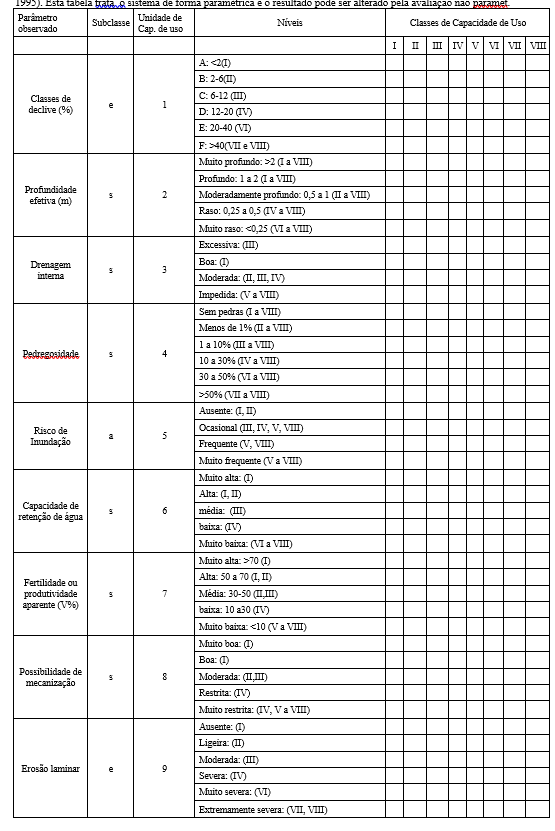 1995). Esta tabela trata o sistema de forma paramétrica e o resultado pode ser alterado pela avaliação não paramet.
Parâmetro observado Subclasse Unidade de Cap. de uso Níveis Classes de Capacidade de Uso
I II III IV V VI VII VIII
Classes de declive (%) e 1
A: <2(I)
B: 2-6(II)
C: 6-12 (III)
D: 12-20 (IV)
E: 20-40 (VI)
F: >40(VII e VIII)
Profundidade efetiva (m) s 2
Muito profundo: >2 (I a VIII)
Profundo: 1 a 2 (I a VIII)
Moderadamente profundo: 0,5 a 1 (II a VIII)
Raso: 0,25 a 0,5 (IV a VIII)
Muito raso: <0,25 (VI a VIII)
Drenagem interna s 3
Excessiva: (III)
Boa: (I)
Moderada: (II, III, IV)
Impedida: (V a VIII)
Pedregosidade s 4
Sem pedras (I a VIII)
Menos de 1% (II a VIII)
1 a 10% (III a VIII)
10 a 30% (IV a VIII)
30 a 50% (VI a VIII)
>50% (VII a VIII)
Risco de Inundação a 5
Ausente: (I, II)
Ocasional (III, IV, V, VIII)
Frequente (V, VIII)
Muito frequente (V a VIII)
Capacidade de retenção de água s 6
Muito alta: (I)
Alta: (I, II)
média: (III)
baixa: (IV)
Muito baixa: (VI a VIII)
Fertilidade ou produtividade aparente (V%) s 7
Muito alta: >70 (I)
Alta: 50 a 70 (I, II)
Média: 30-50 (II,III)
baixa: 10 a30 (IV)
Muito baixa: <10 (V a VIII)
Possibilidade de mecanização s 8
Muito boa: (I)
Boa: (I)
Moderada: (II,III)
Restrita: (IV)
Muito restrita: (IV, V a VIII)
Erosão laminar e 9
Ausente: (I)
Ligeira: (II)
Moderada: (III)
Severa: (IV)
Muito severa: (VI)
Extremamente severa: (VII, VIII)